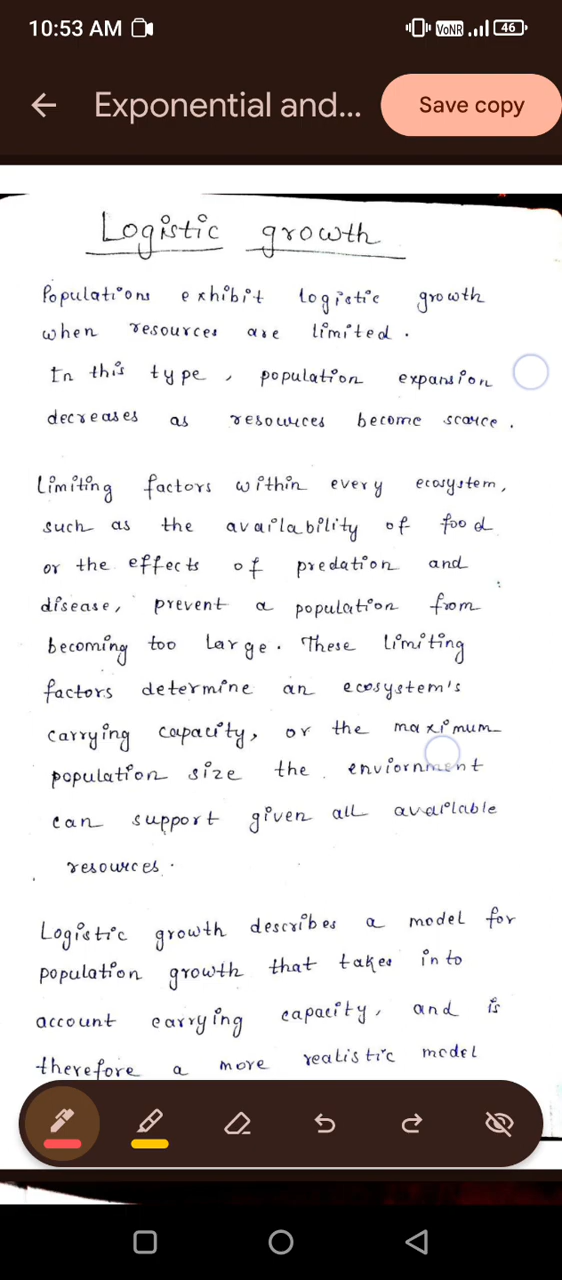 10:53 AM
VoNR 46
Exponential and...
Save copy
Logistic growth
Populations exhibit logistic growth
when resources are limited.
In this type, population expansion
decreases as resources become scarce.
Limiting factors within every ecosystem,
such as the availability of food
or the effects of predation and
disease, prevent a population from
becoming too large. These limiting
factors determine an ecosystem's
carrying capacity, or the maximum
population size the enviornment
can support given all available
resources.
Logistic growth describes a model for
population growth that takes into
account carrying capacity, and is
therefore a more realistic model